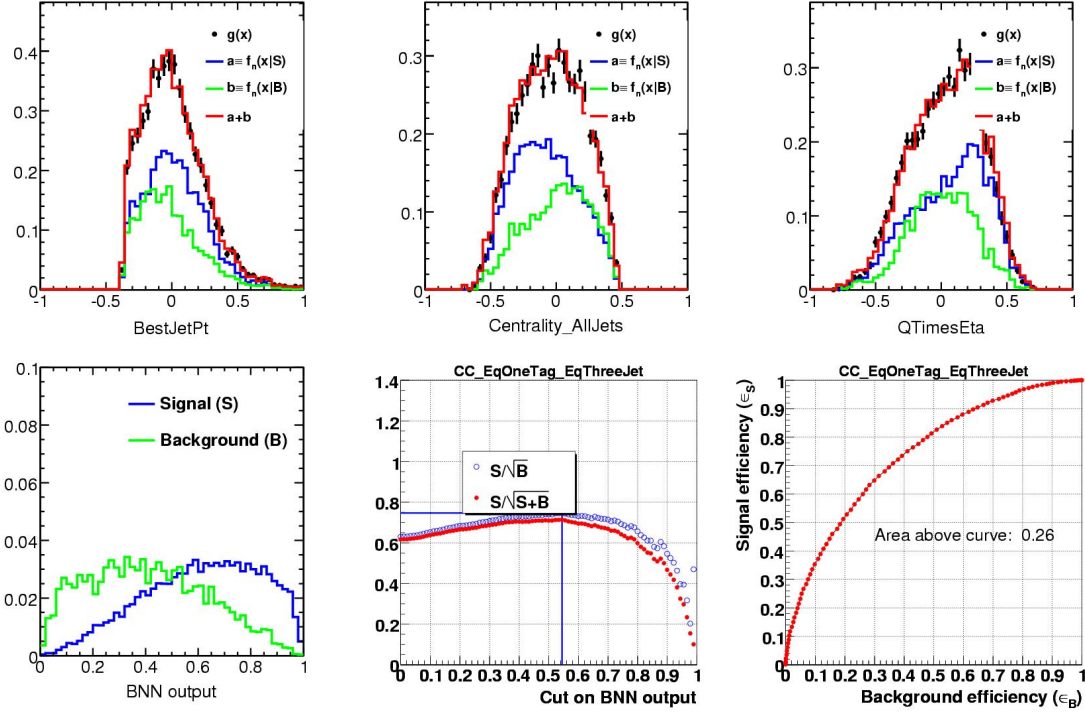 g(x)
a≡ fn(x|S)
b≡ fn(x|B)
a+b
0.4
0.3
0.2
0.1
0
-1 -0.5 0 0.5 1
BestJetPt
g(x)
a≡ fn(x|S)
b≡ fn(x|B)
a+b
0.3
0.2
0.1
0
-1 -0.5 0 0.5 1
Centrality_AllJets
g(x)
a≡ fn(x|S)
b≡ fn(x|B)
a+b
0.3
0.2
0.1
0
-1 -0.5 0 0.5 1
QTimesEta
0.1
0.08
0.06
0.04
0.02
0
Signal (S)
Background (B)
0 0.2 0.4 0.6 0.8 1
BNN output
CC_EqOneTag_EqThreeJet
1.4
1.2
1
0.8
0.6
0.4
0.2
0
S/√B
S/√S+B
0 0.1 0.2 0.3 0.4 0.5 0.6 0.7 0.8 0.9 1
Cut on BNN output
CC_EqOneTag_EqThreeJet
Signal efficiency (εS)
1
0.9
0.8
0.7
0.6
0.5
0.4
0.3
0.2
0.1
0
Area above curve: 0.26
0 0.1 0.2 0.3 0.4 0.5 0.6 0.7 0.8 0.9 1
Background efficiency (εB)